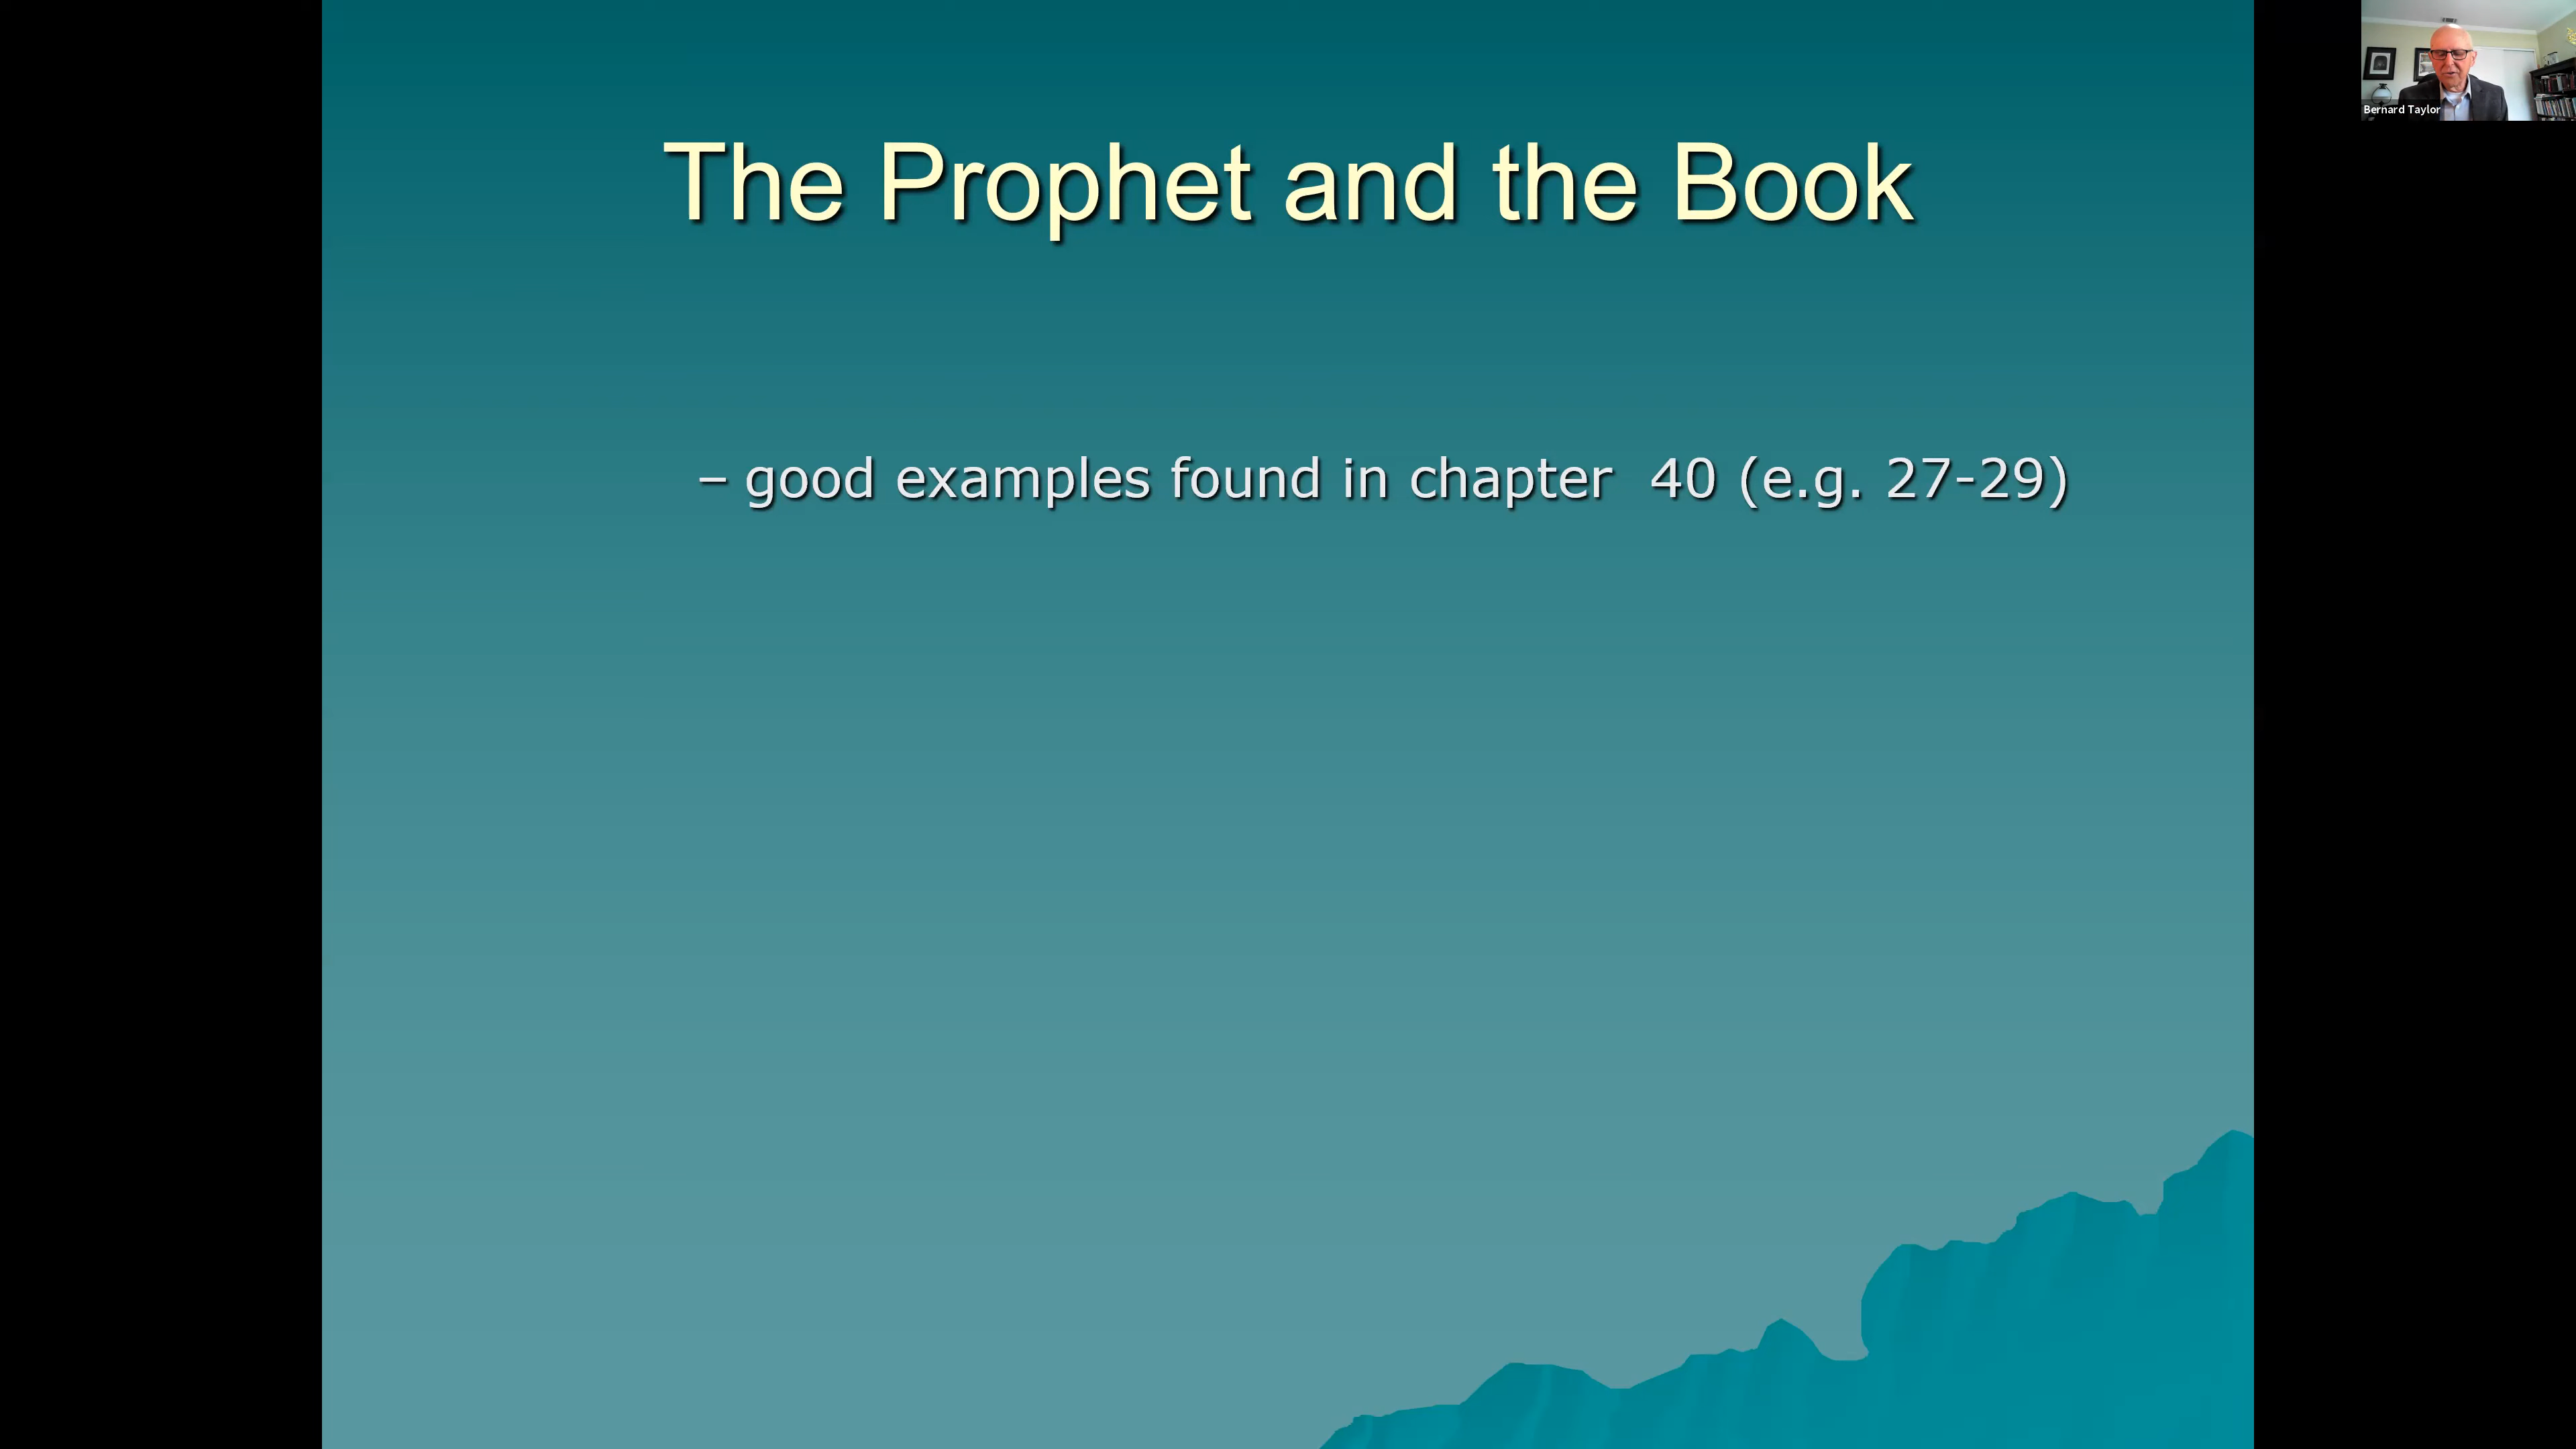 The Prophet and the Book
– good examples found in chapter  40 (e.g. 27-29)
Bernard Taylor